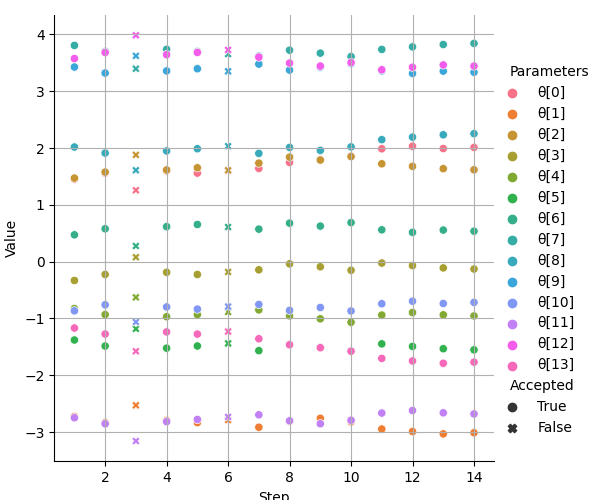 4
3
2
1
0
−1
−2
−3
Value
2
4
6
8
10
12
14
Step
Parameters
θ[0]
θ[1]
θ[2]
θ[3]
θ[4]
θ[5]
θ[6]
θ[7]
θ[8]
θ[9]
θ[10]
θ[11]
θ[12]
θ[13]
Accepted
True
False